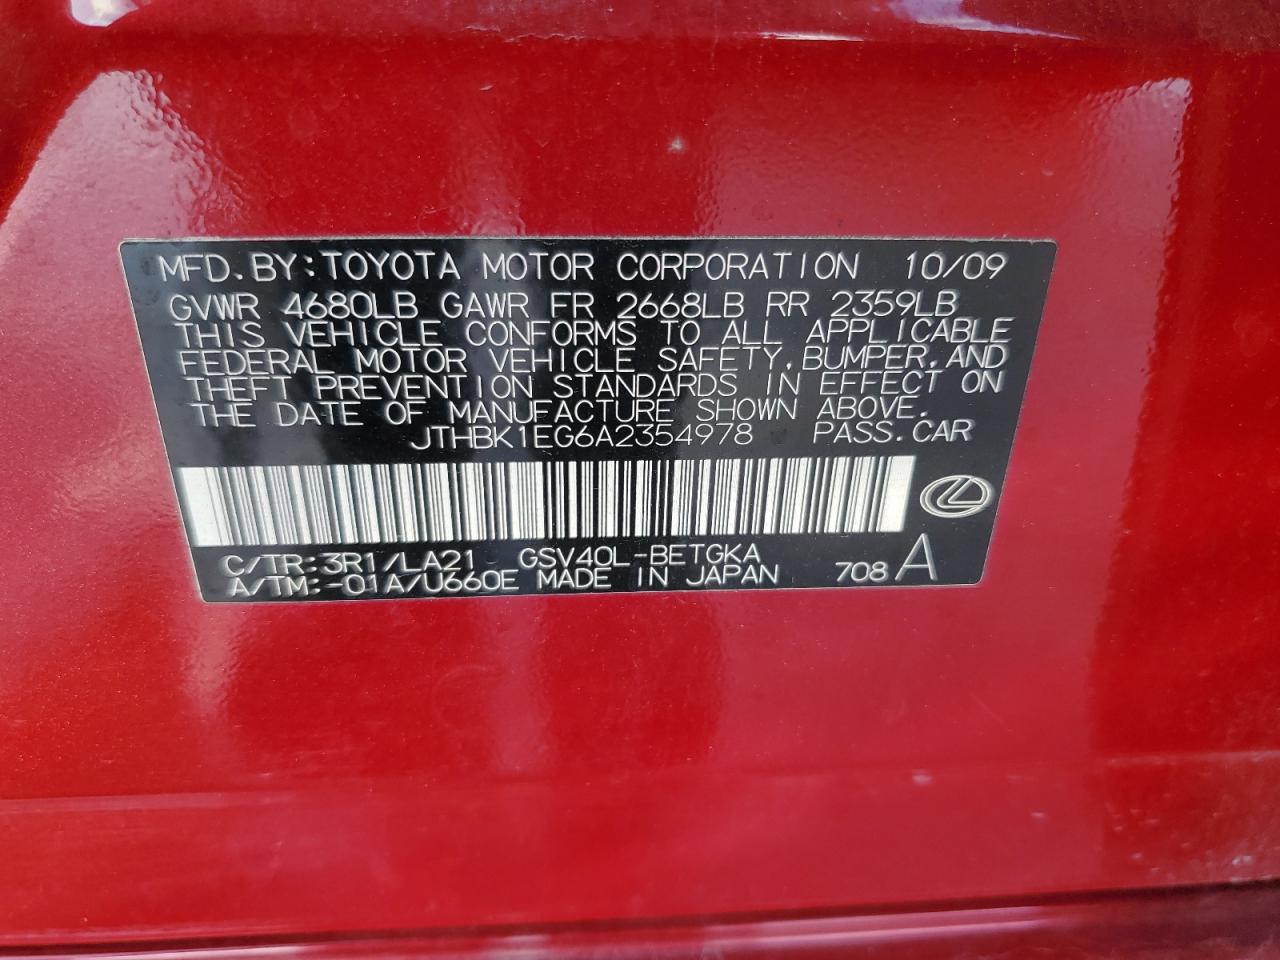 MFD.BY:TOYOTA MOTOR CORPORATION 10/09
GVWR 4680LB GAWR FR 2668LB RR 2359LB
THIS VEHICLE CONFORMS TO ALL APPLICABLE
FEDERAL MOTOR VEHICLE SAFETY,BUMPER,AND
THEFT PREVENTION STANDARDS IN EFFECT ON
THE DATE OF MANUFACTURE SHOWN ABOVE.
JTHBK1EG6A2354978 PASS.CAR
C/TR:3R1/LA21 GSV40L-BETGKA
A/TM:-01A/U660E MADE IN JAPAN 708 A